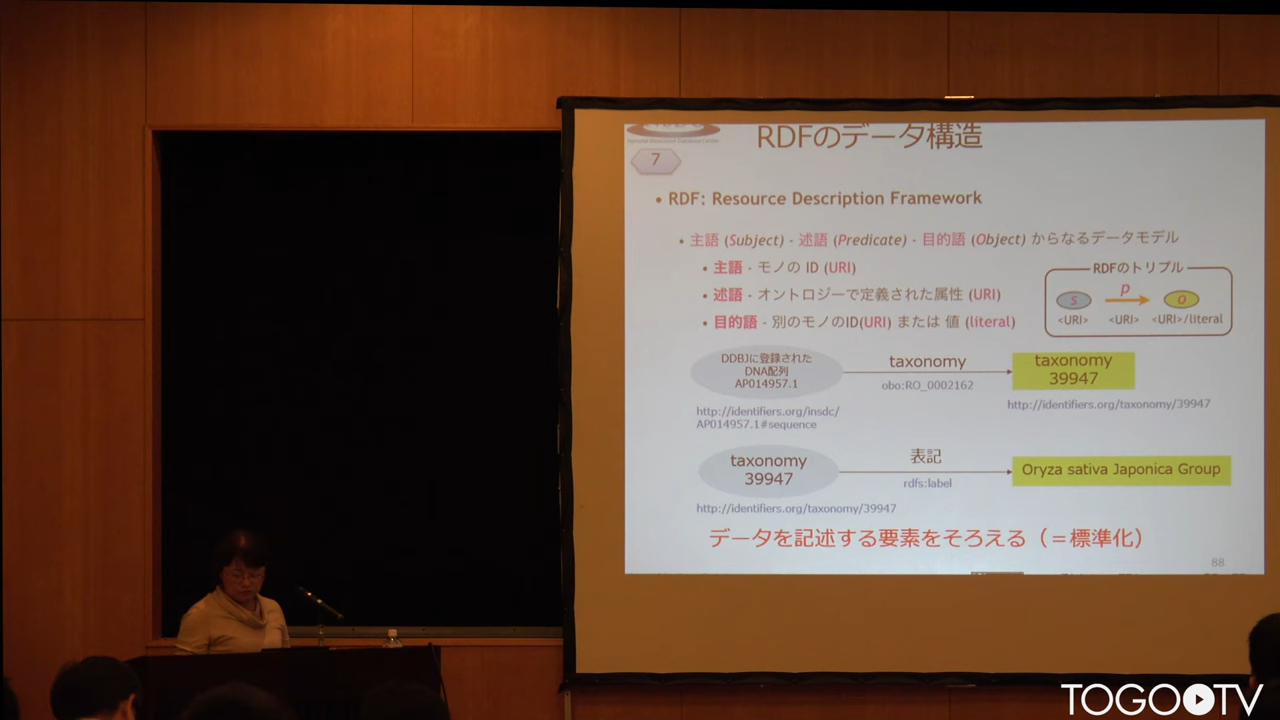 RDFのデータ構造
7
• RDF: Resource Description Framework
• 主語 (Subject) - 述語 (Predicate) - 目的語 (Object) からなるデータモデル
• 主語 - モノの ID (URI)
• 述語 - オントロジーで定義された属性 (URI)
• 目的語 - 別のモノのID(URI) または 値 (literal)
RDFのトリプル
S P O
<URI> <URI> <URI>/literal
DDBJに登録された
DNA配列
AP014957.1
taxonomy
obo:RO_0002162
taxonomy
39947
http://identifiers.org/insdc/
AP014957.1#sequence
http://identifiers.org/taxonomy/39947
taxonomy
39947
表記
rdfs:label
Oryza sativa Japonica Group
http://identifiers.org/taxonomy/39947
データを記述する要素をそろえる（＝標準化）
88
TOGOTV